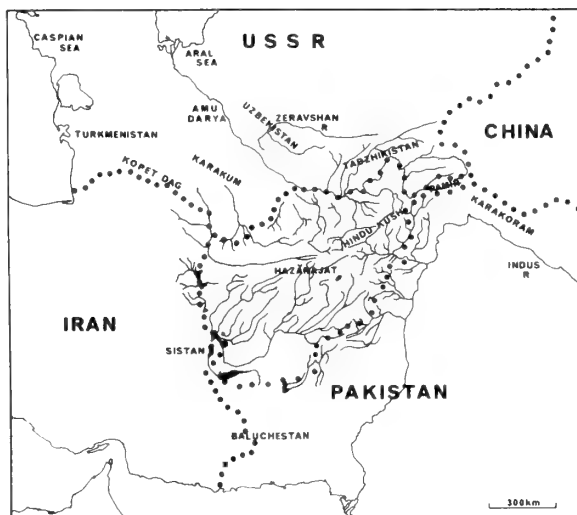 CASPIAN
SEA
USSR
ARAL
SEA
AMU
DARYA
UZBEKISTAN
ZERAVSHAN
R
CHINA
TURKMENISTAN
TADZHIKISTAN
KOPET DAG
KARAKUM
PAMIR
KARAKORAM
HINDU-KUSH
HAZARAJAT
INDUS
R
IRAN
SISTAN
PAKISTAN
BALUCHESTAN
300km